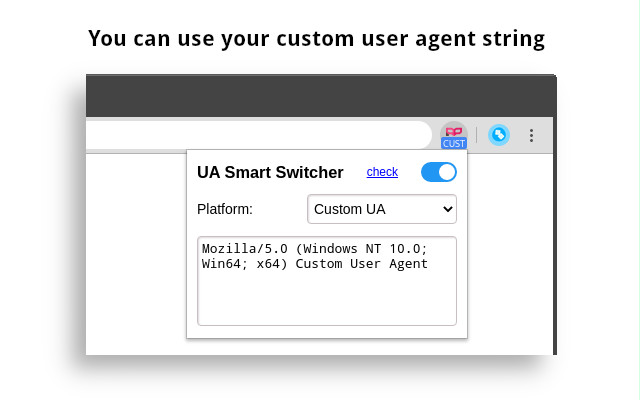 You can use your custom user agent string
CUST
UA Smart Switcher check
Platform: Custom UA
Mozilla/5.0 (Windows NT 10.0;
Win64; x64) Custom User Agent